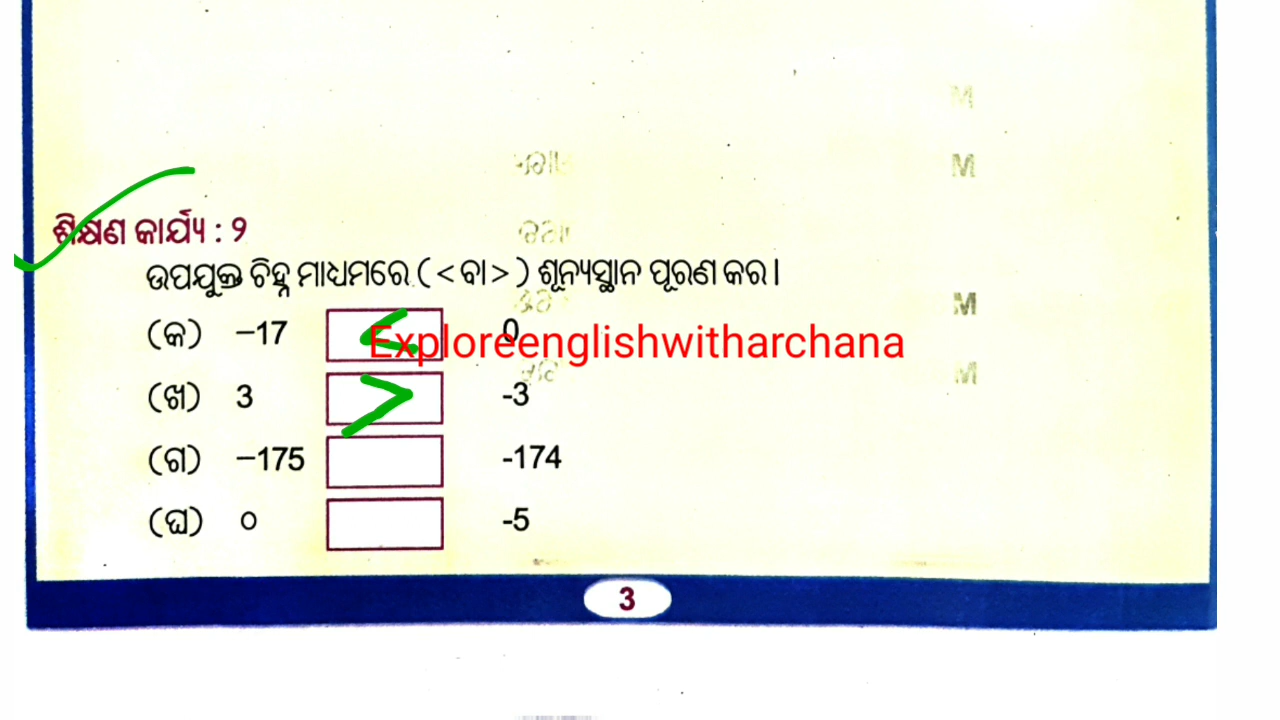 ଶିକ୍ଷଣ କାର୍ଯ୍ୟ : ୨
ଉପଯୁକ୍ତ ଚିହ୍ନ ମାଧ୍ୟମରେ ( < ବା > ) ଶୂନ୍ୟସ୍ଥାନ ପୂରଣ କର ।
(କ) –17 < 0
Exploreenglishwitharchana
(ଖ) 3 > -3
(ଗ) –175 -174
(ଘ) ୦ -5
3